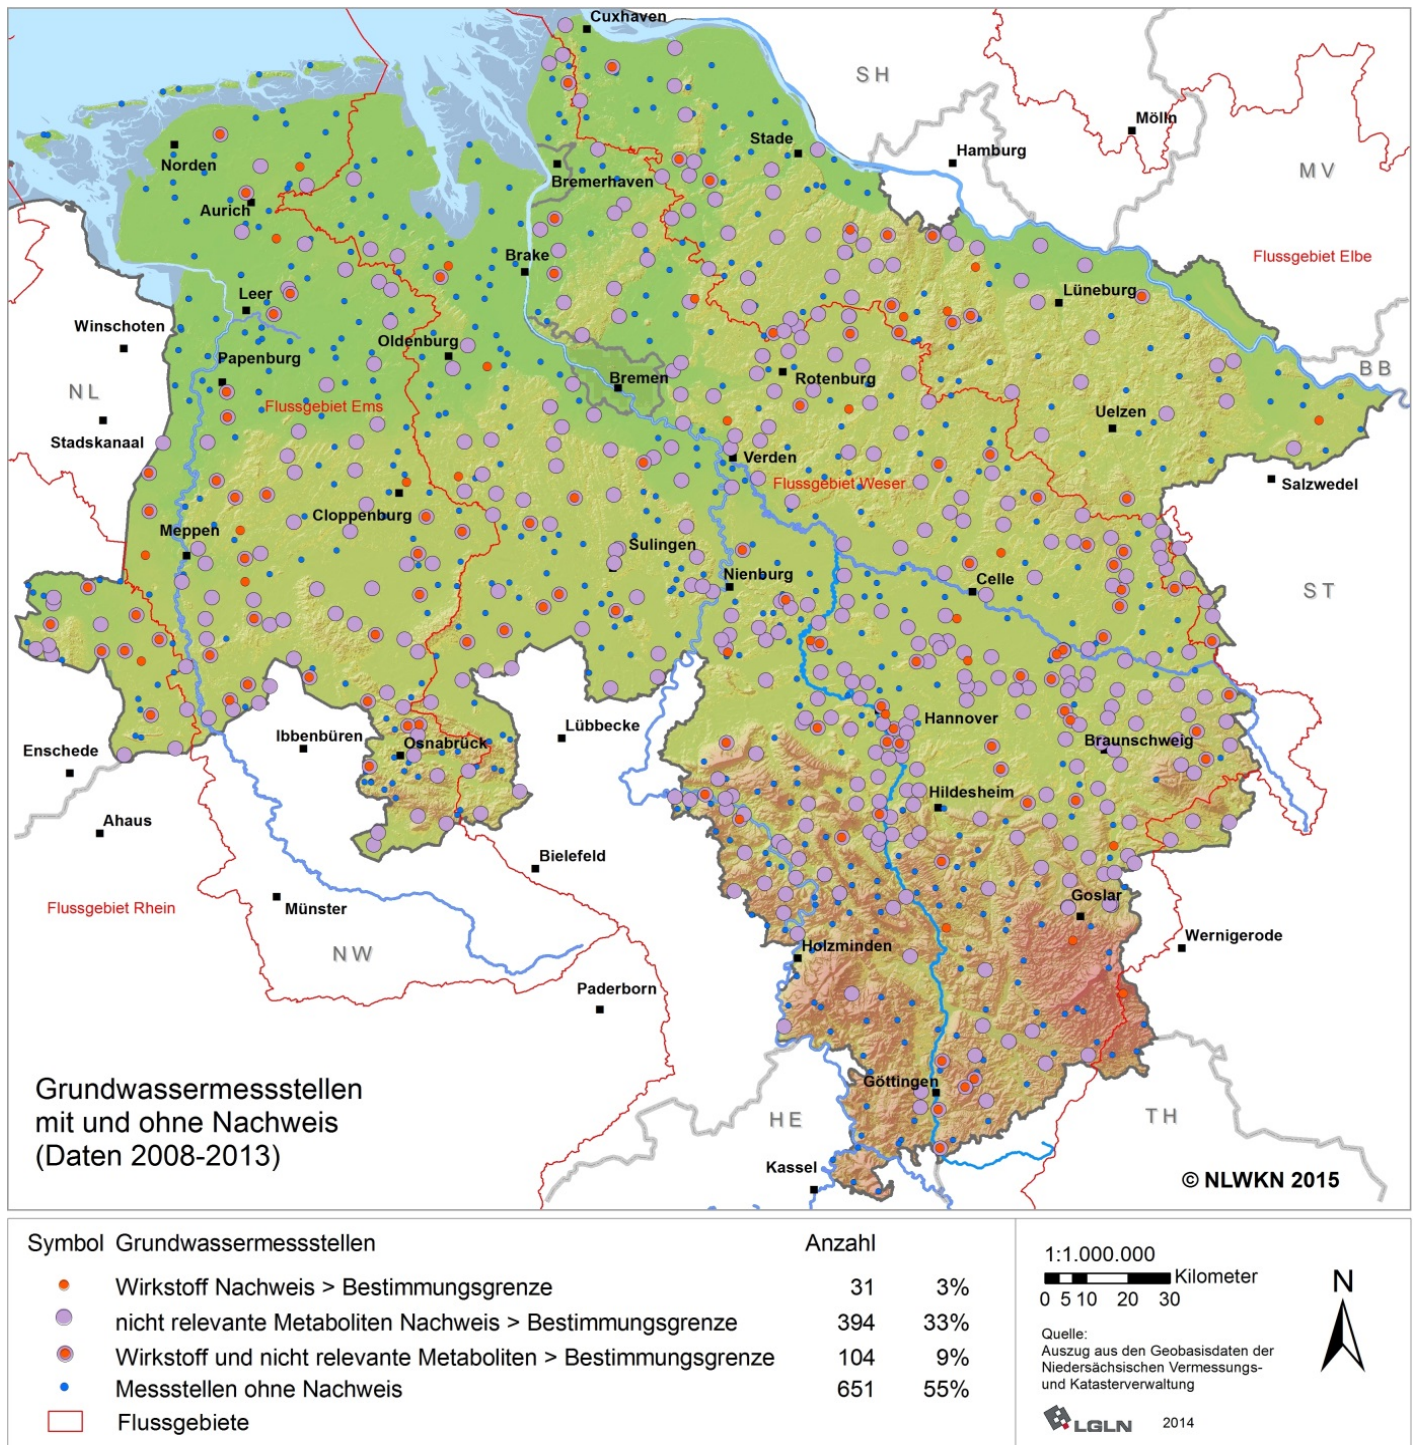 Cuxhaven
SH
Mölln
Stade
Hamburg
Norden
Bremerhaven
MV
Aurich
Brake
Flussgebiet Elbe
Leer
Lüneburg
Winschoten
Oldenburg
Papenburg
Bremen
Rotenburg
BB
NL
Flussgebiet Ems
Uelzen
Stadskanaal
Verden
Flussgebiet Weser
Salzwedel
Cloppenburg
Meppen
Sulingen
Nienburg
Celle
ST
Hannover
Lübbecke
Ibbenbüren
Osnabrück
Braunschweig
Enschede
Hildesheim
Ahaus
Bielefeld
Goslar
Flussgebiet Rhein
Münster
Wernigerode
Holzminden
NW
Paderborn
Göttingen
Grundwassermessstellen
mit und ohne Nachweis
(Daten 2008-2013)
HE
TH
Kassel
© NLWKN 2015
Symbol Grundwassermessstellen Anzahl
Wirkstoff Nachweis > Bestimmungsgrenze 31 3%
nicht relevante Metaboliten Nachweis > Bestimmungsgrenze 394 33%
Wirkstoff und nicht relevante Metaboliten > Bestimmungsgrenze 104 9%
Messstellen ohne Nachweis 651 55%
Flussgebiete
1:1.000.000
Kilometer
0 5 10 20 30
N
Quelle:
Auszug aus den Geobasisdaten der
Niedersächsischen Vermessungs-
und Katasterverwaltung
LGLN 2014